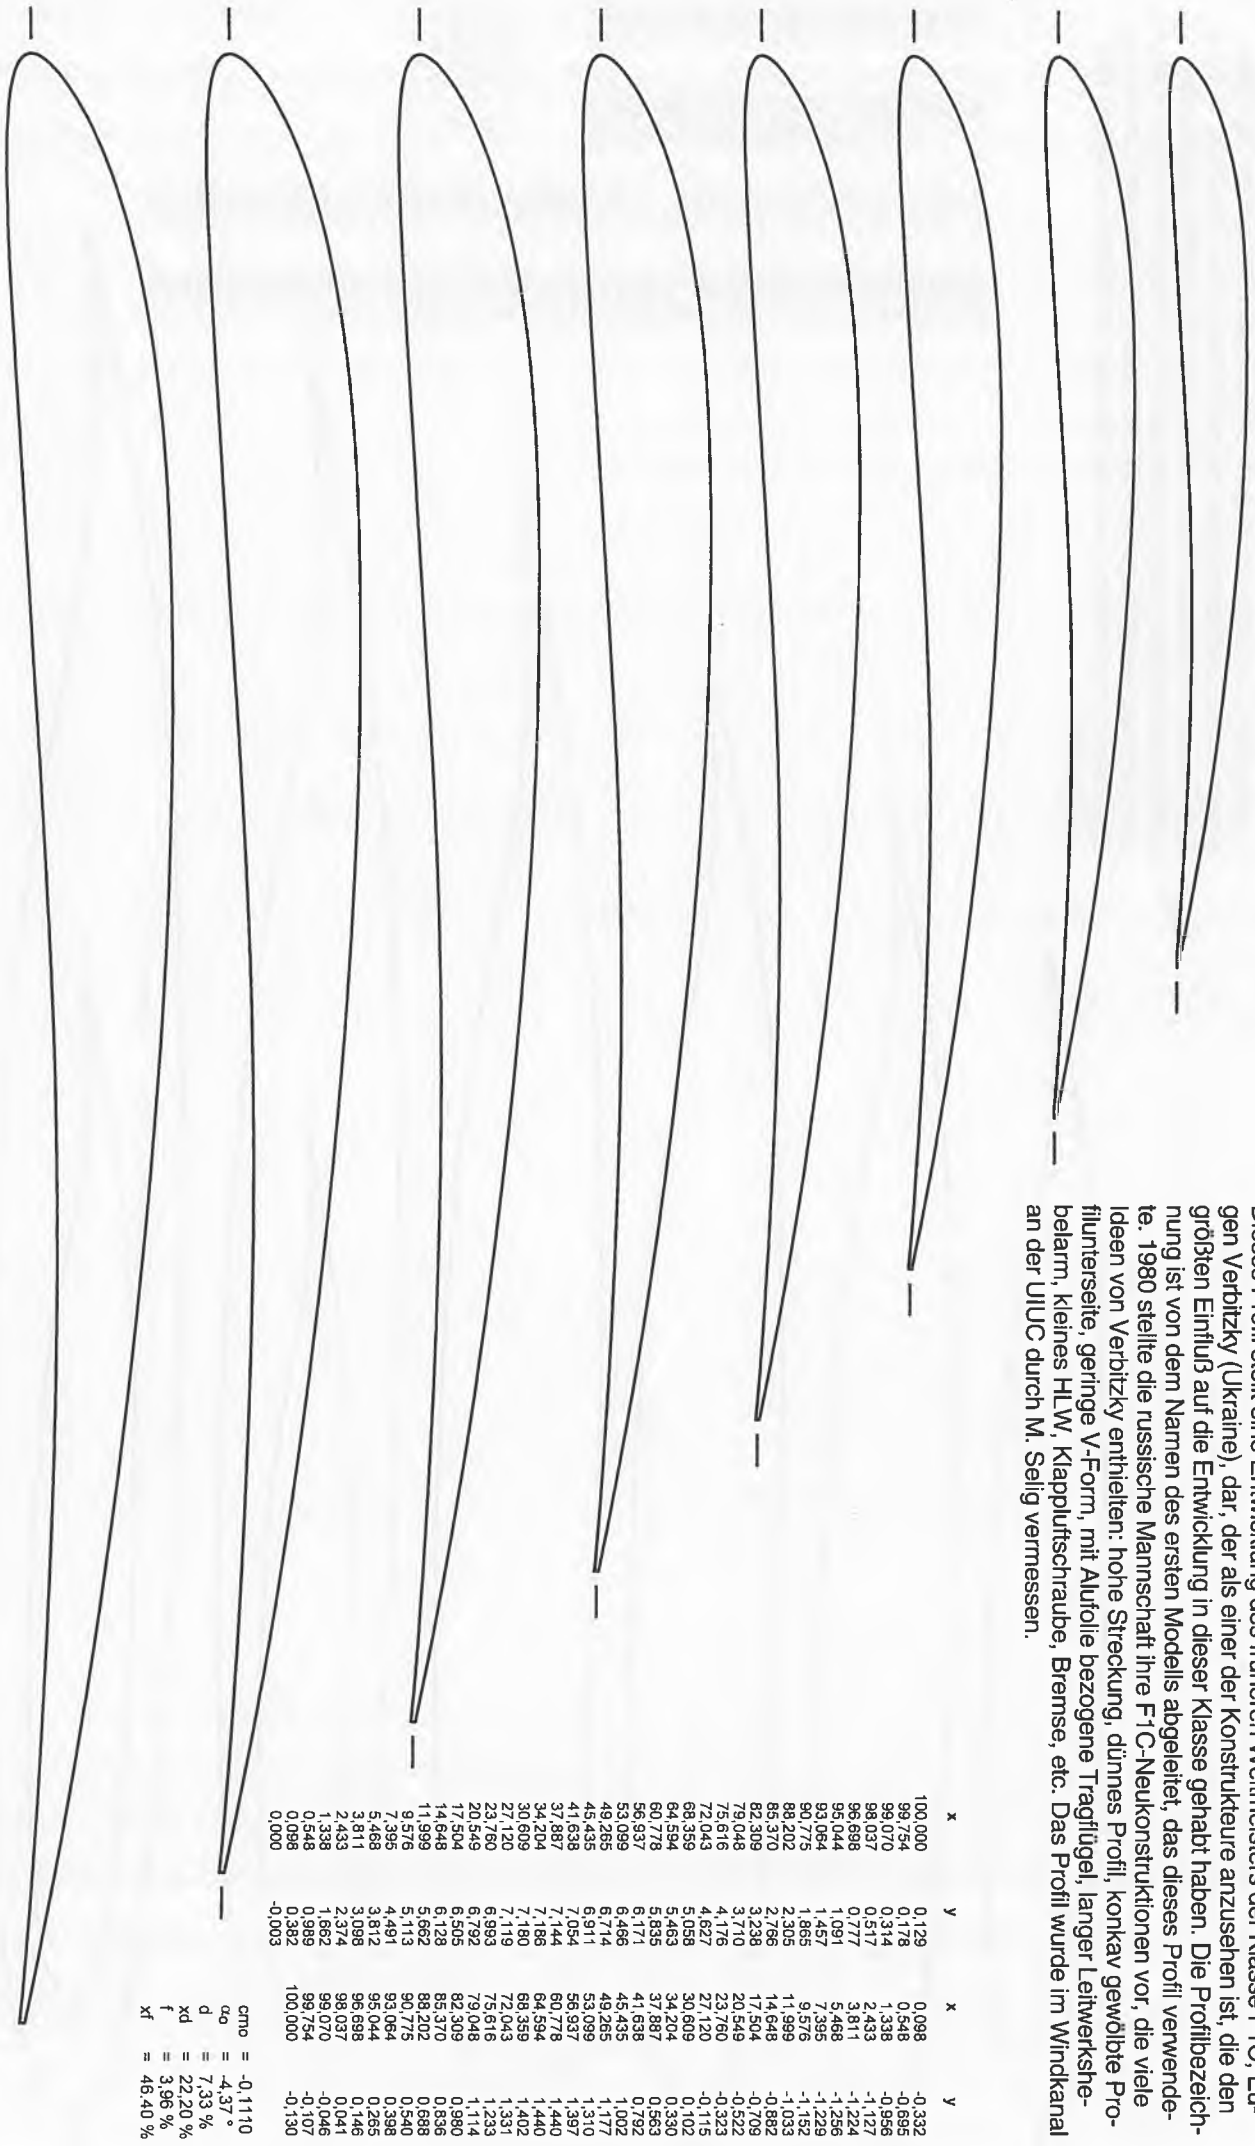 Dieses Profil stellt eine Entwicklung des früheren Weltmeisters der Klasse F1C, Eu-
gen Verbitzky (Ukraine), dar, der als einer der Konstrukteure anzusehen ist, die den
größten Einfluß auf die Entwicklung in dieser Klasse gehabt haben. Die Profilbezeich-
nung ist von dem Namen des ersten Modells abgeleitet, das dieses Profil verwende-
te. 1980 stellte die russische Mannschaft ihre F1C-Neukonstruktionen vor, die viele
Ideen von Verbitzky enthielten: hohe Streckung, dünnes Profil, konkav gewölbte Pro-
filunterseite, geringe V-Form, mit Alufolie bezogene Tragflügel, langer Leitwerkshe-
belarm, kleines HLW, Klappluftschraube, Bremse, etc. Das Profil wurde im Windkanal
an der UIUC durch M. Selig vermessen.
x y x y
100,000 0,129 0,098 -0,332
99,754 0,178 0,548 -0,695
99,070 0,314 1,338 -0,956
98,037 0,517 2,433 -1,127
96,698 0,777 3,811 -1,224
95,044 1,091 5,468 -1,256
93,064 1,457 7,395 -1,229
90,775 1,865 9,576 -1,152
88,202 2,305 11,999 -1,033
85,370 2,766 14,648 -0,882
82,309 3,238 17,504 -0,709
79,048 3,710 20,549 -0,522
75,616 4,176 23,760 -0,323
72,043 4,627 27,120 -0,115
68,359 5,058 30,609 0,102
64,594 5,463 34,204 0,330
60,778 5,835 37,887 0,563
56,937 6,171 41,638 0,792
53,099 6,466 45,435 1,002
49,265 6,714 49,265 1,177
45,435 6,911 53,099 1,310
41,638 7,054 56,937 1,397
37,887 7,144 60,778 1,440
34,204 7,186 64,594 1,440
30,609 7,180 68,359 1,402
27,120 7,119 72,043 1,331
23,760 6,993 75,616 1,233
20,549 6,792 79,048 1,114
17,504 6,505 82,309 0,980
14,648 6,128 85,370 0,836
11,999 5,662 88,202 0,688
9,576 5,113 90,775 0,540
7,395 4,491 93,064 0,398
5,468 3,812 95,044 0,265
3,811 3,098 96,698 0,146
2,433 2,374 98,037 0,041
1,338 1,662 99,070 -0,046
0,548 0,989 99,754 -0,107
0,098 0,382 100,000 -0,130
0,000 -0,003
cmo = -0,1110
αo = -4,37 °
d = 7,33 %
xd = 22,20 %
f = 3,96 %
xf = 46.40 %